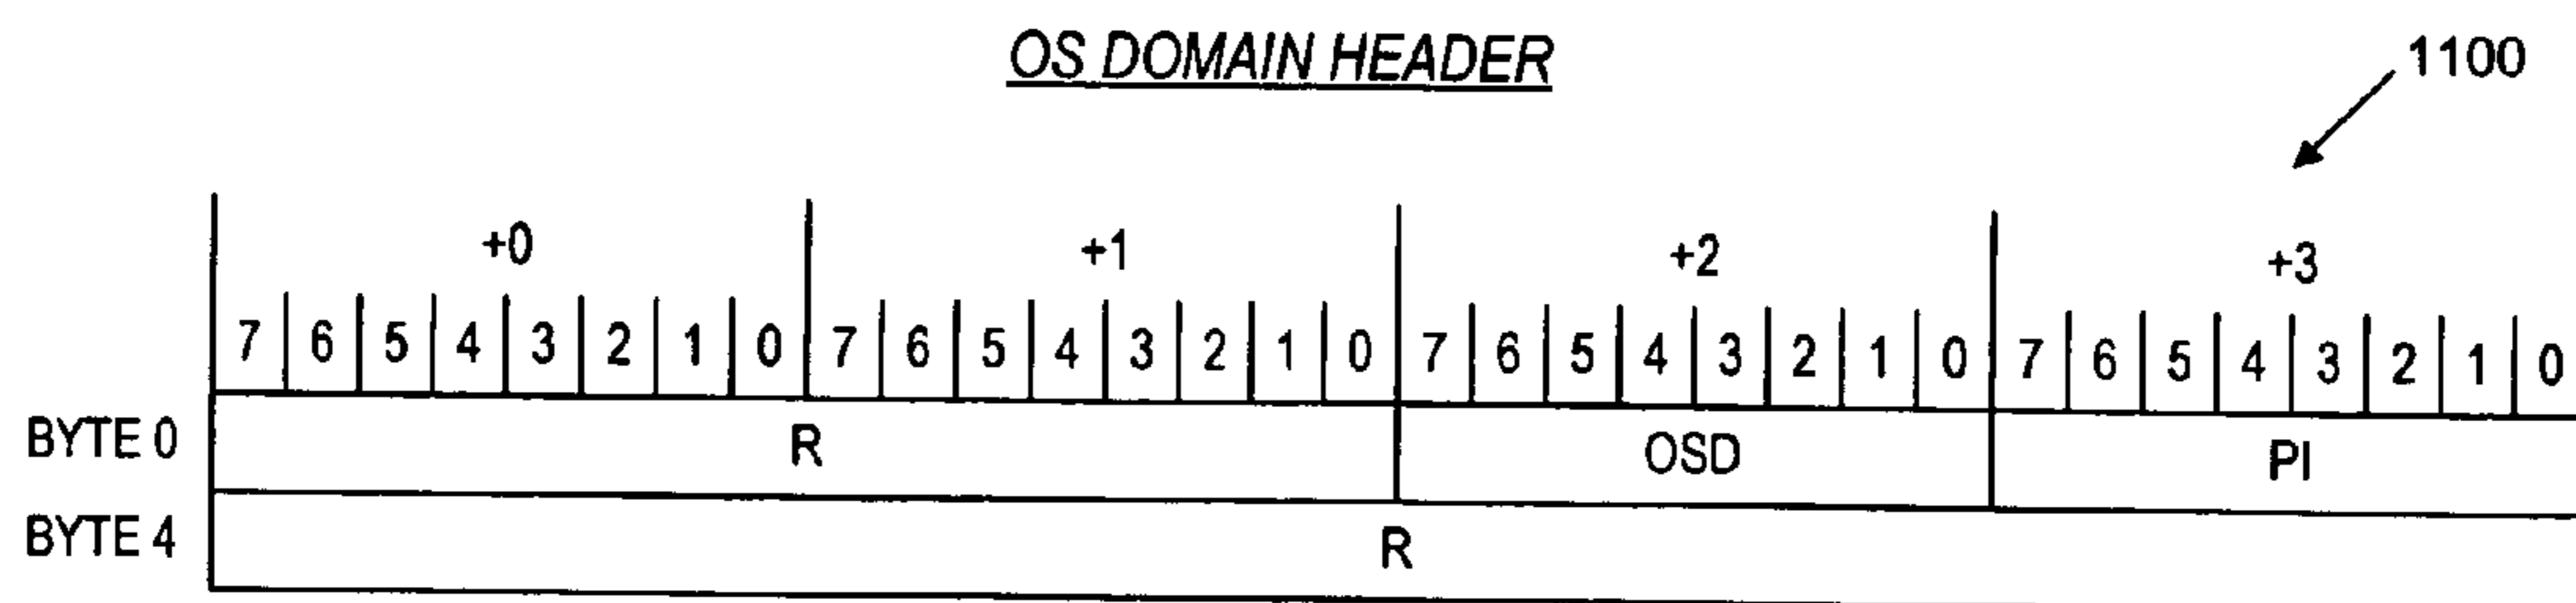 OS DOMAIN HEADER
1100
+0 +1 +2 +3
7 6 5 4 3 2 1 0 7 6 5 4 3 2 1 0 7 6 5 4 3 2 1 0 7 6 5 4 3 2 1 0
BYTE 0 R OSD PI
BYTE 4 R